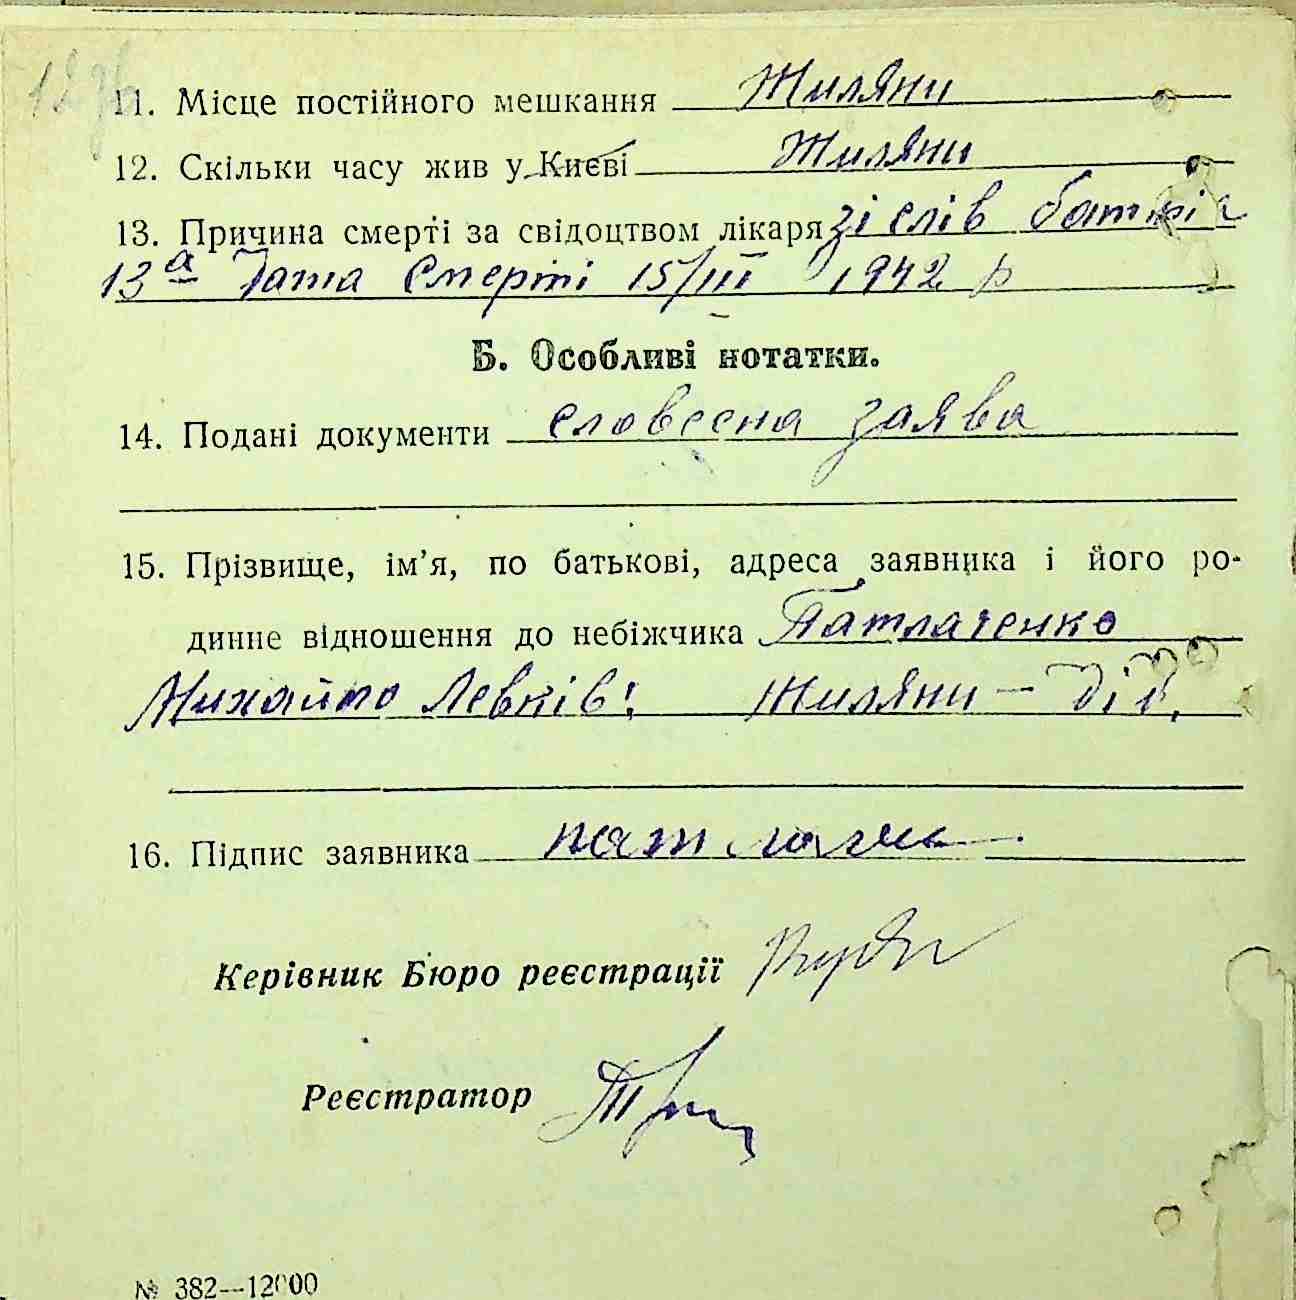 11. Місце постійного мешкання Жиляни
12. Скільки часу жив у Києві Жиляни
13. Причина смерті за свідоцтвом лікаря зі слів батьків
13а Дата смерті 15/III 1942 р
Б. Особливі нотатки.
14. Подані документи словесна заява
15. Прізвище, ім’я, по батькові, адреса заявника і його ро-
динне відношення до небіжчика Патлаченко
Михайло Левків. Жиляни – дід.
16. Підпис заявника
Керівник Бюро реєстрації
Реєстратор
№ 382—12000